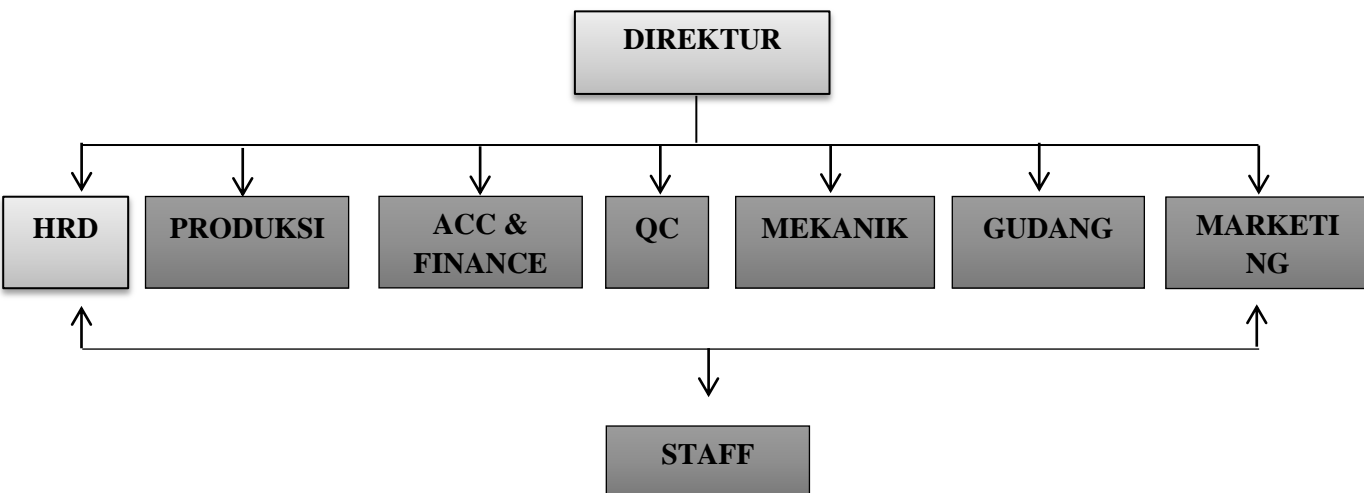 DIREKTUR
HRD
PRODUKSI
ACC &
FINANCE
QC
MEKANIK
GUDANG
MARKETI
NG
STAFF